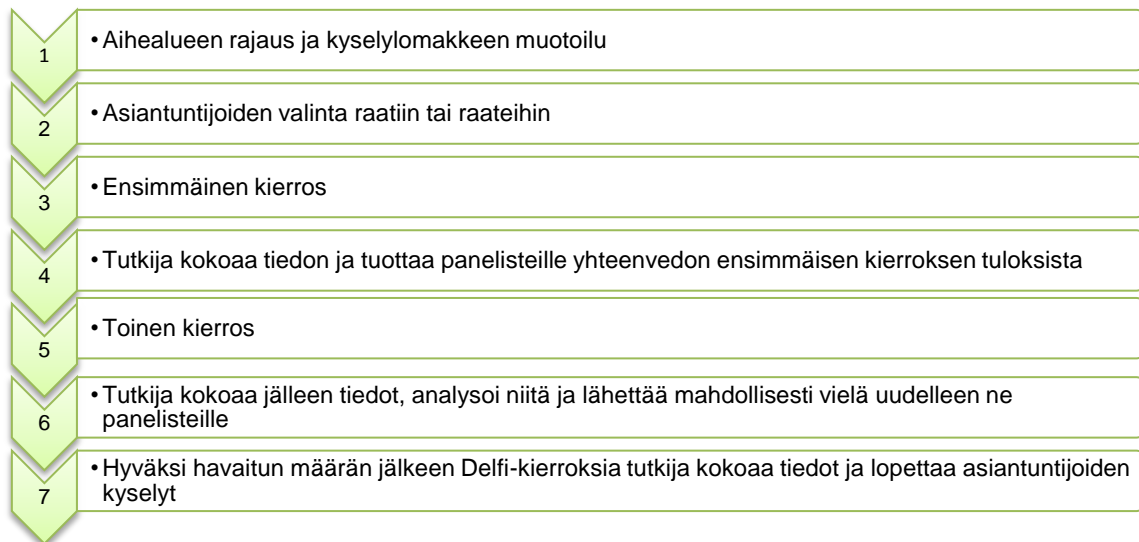 1
• Aihealueen rajaus ja kyselylomakkeen muotoilu
2
• Asiantuntijoiden valinta raatiin tai raateihin
3
• Ensimmäinen kierros
4
• Tutkija kokoaa tiedon ja tuottaa panelisteille yhteenvedon ensimmäisen kierroksen tuloksista
5
• Toinen kierros
6
• Tutkija kokoaa jälleen tiedot, analysoi niitä ja lähettää mahdollisesti vielä uudelleen ne
panelisteille
7
• Hyväksi havaitun määrän jälkeen Delfi-kierroksia tutkija kokoaa tiedot ja lopettaa asiantuntijoiden
kyselyt